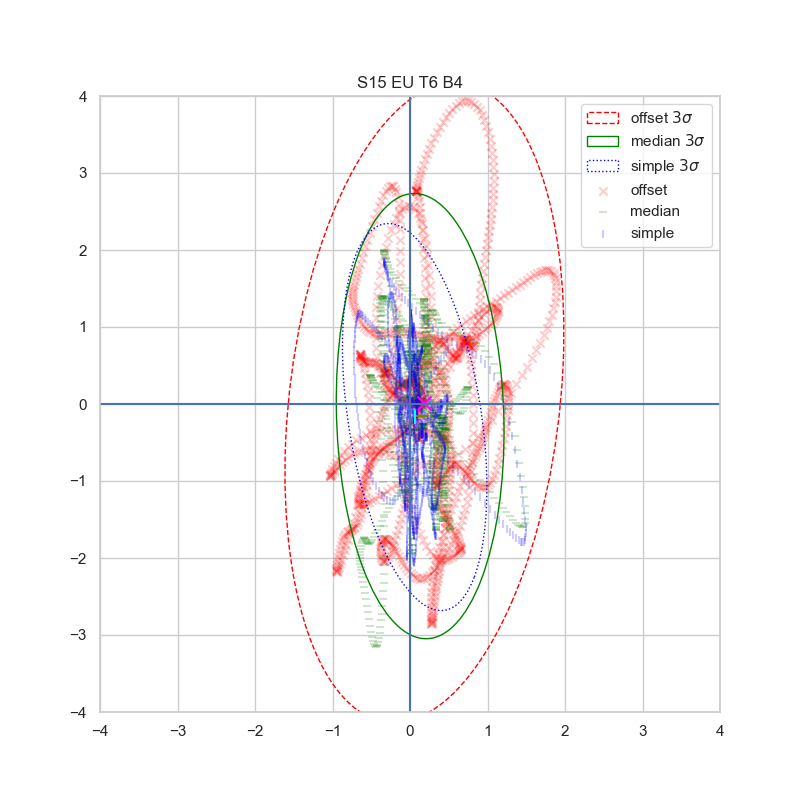 S15 EU T6 B4
4
3
2
1
0
−1
−2
−3
−4
−4
−3
−2
−1
0
1
2
3
4
offset 3σ
median 3σ
simple 3σ
offset
median
simple